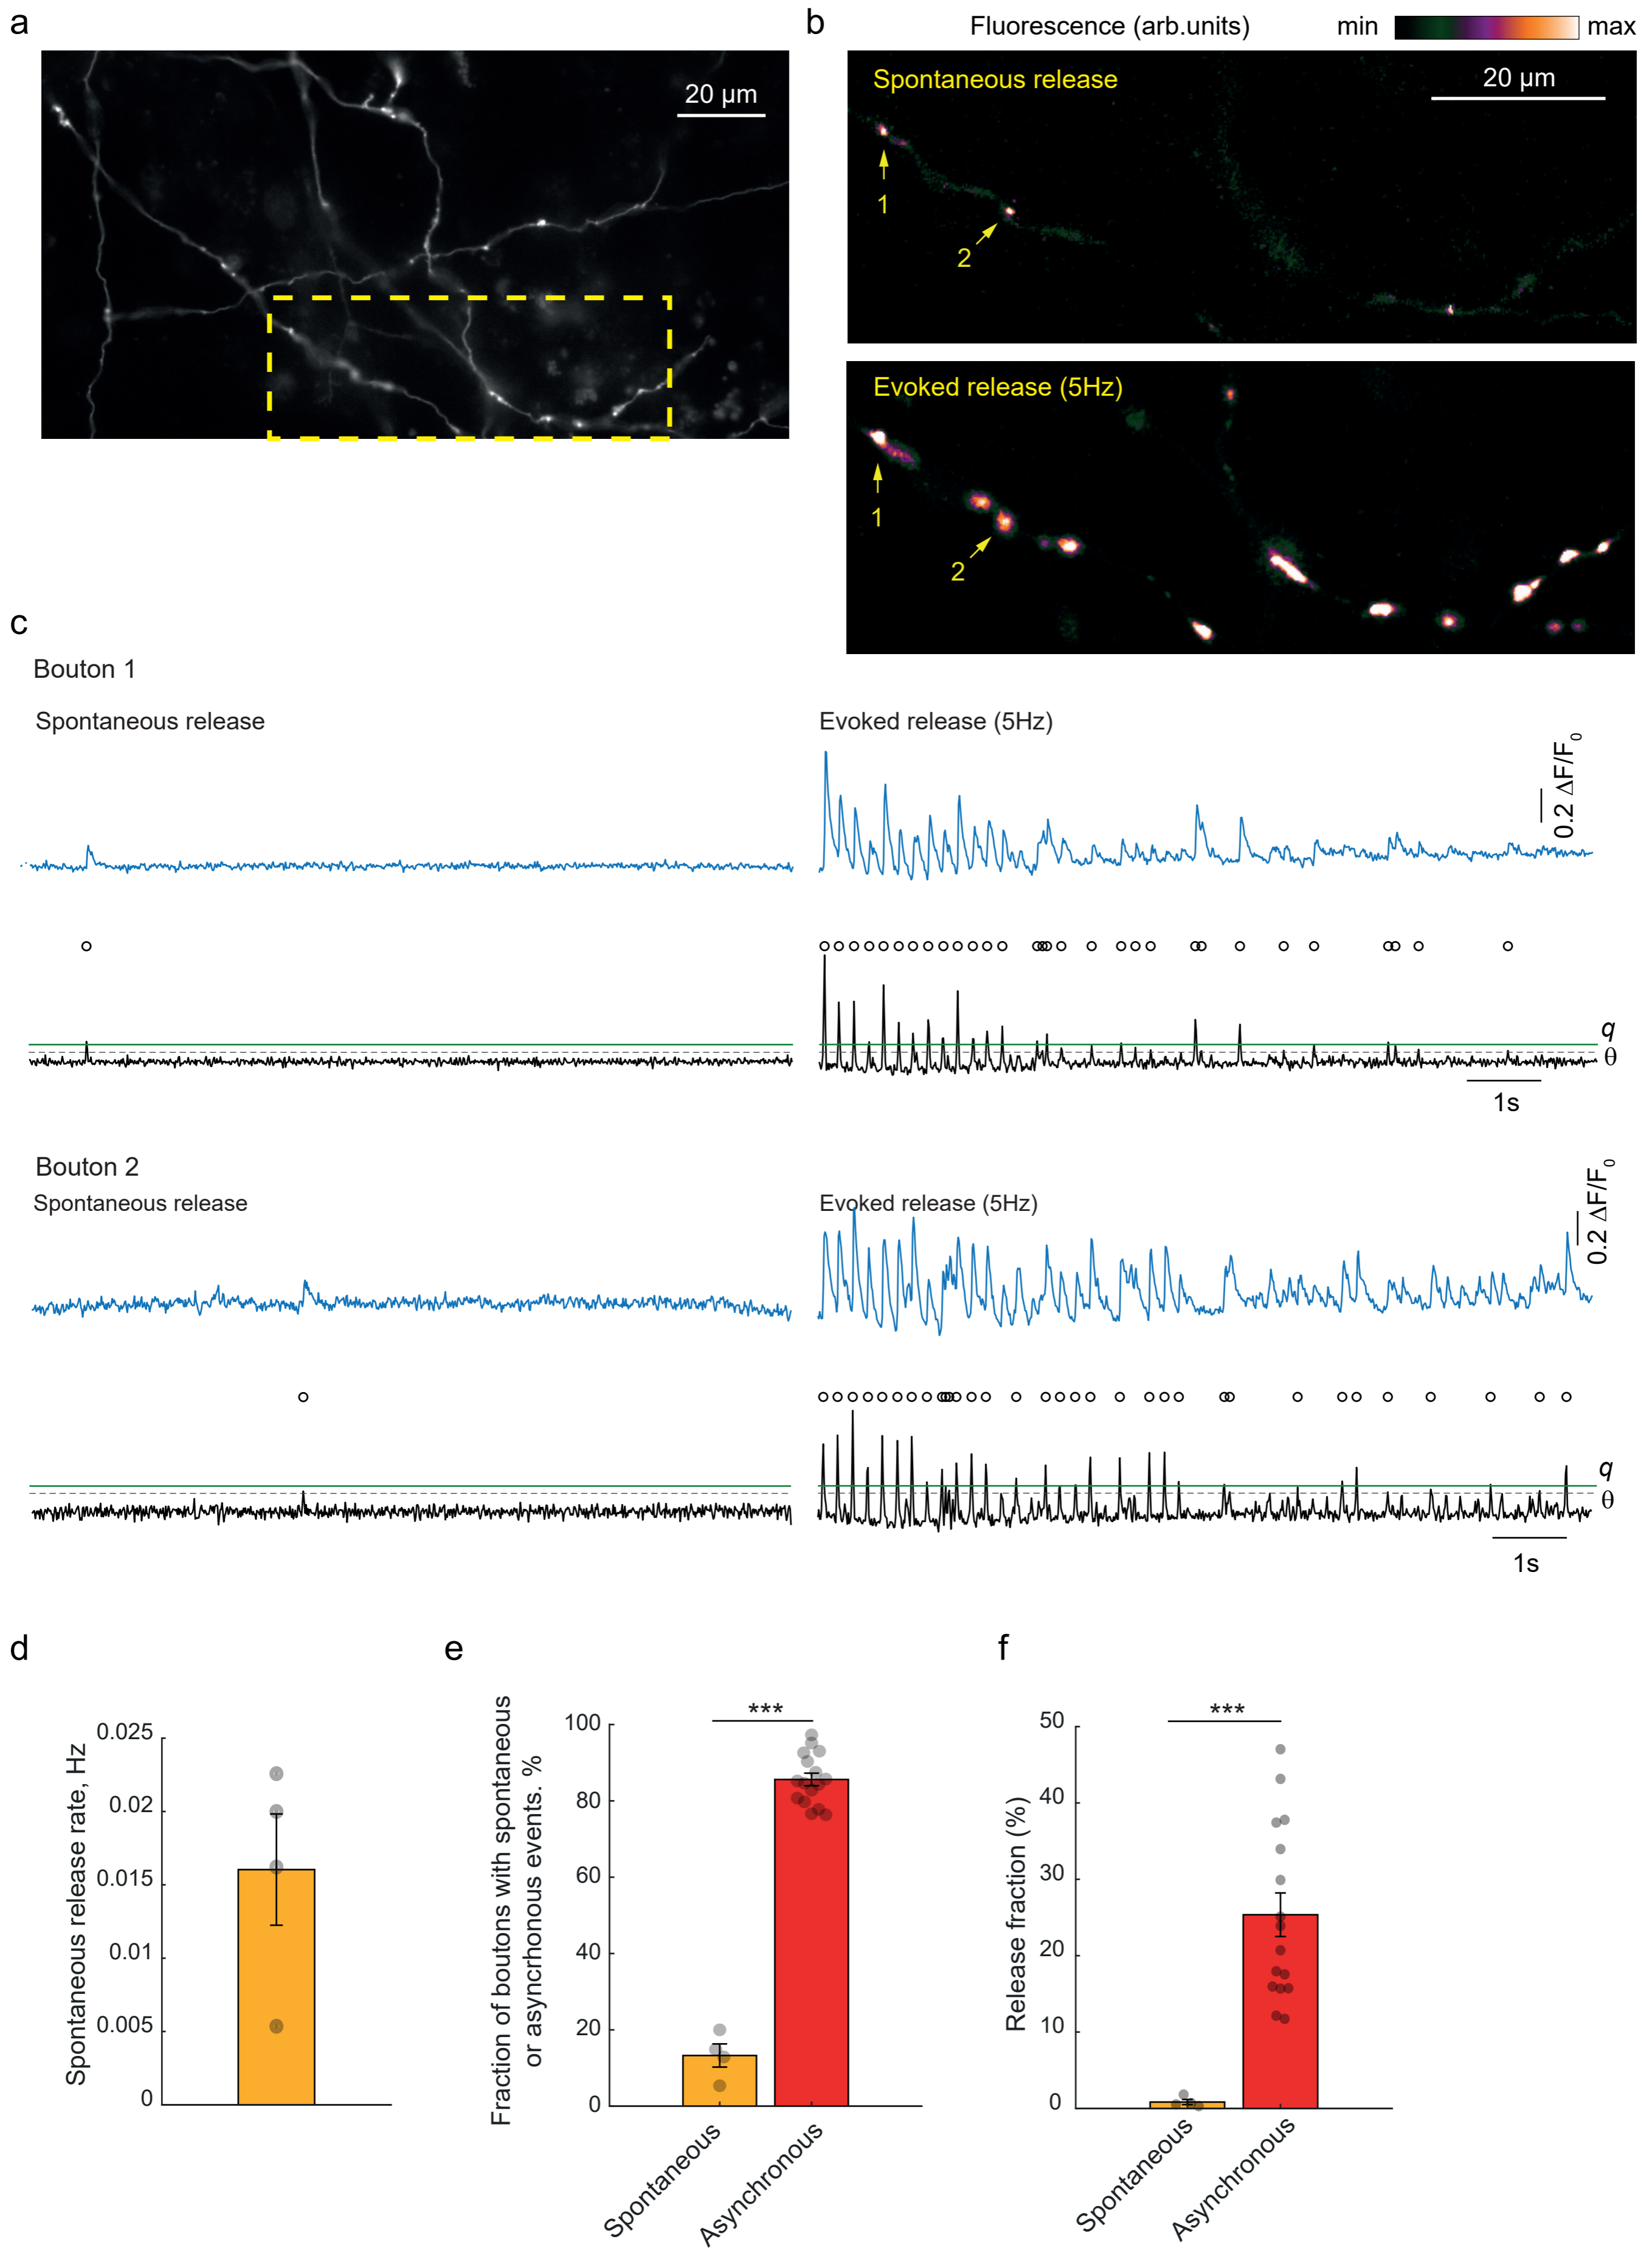 a
20 µm
b
Fluorescence (arb.units)
min
max
Spontaneous release
20 µm
1
2
Evoked release (5Hz)
1
2
c
Bouton 1
Spontaneous release
Evoked release (5Hz)
0.2 ΔF/F0
q
θ
1s
Bouton 2
Spontaneous release
Evoked release (5Hz)
0.2 ΔF/F0
q
θ
1s
d
Spontaneous release rate, Hz
0.025
0.02
0.015
0.01
0.005
0
e
Fraction of boutons with spontaneous
or asyncrhonous events. %
100
80
60
40
20
0
***
Spontaneous
Asynchronous
f
Release fraction (%)
50
40
30
20
10
0
***
Spontaneous
Asynchronous